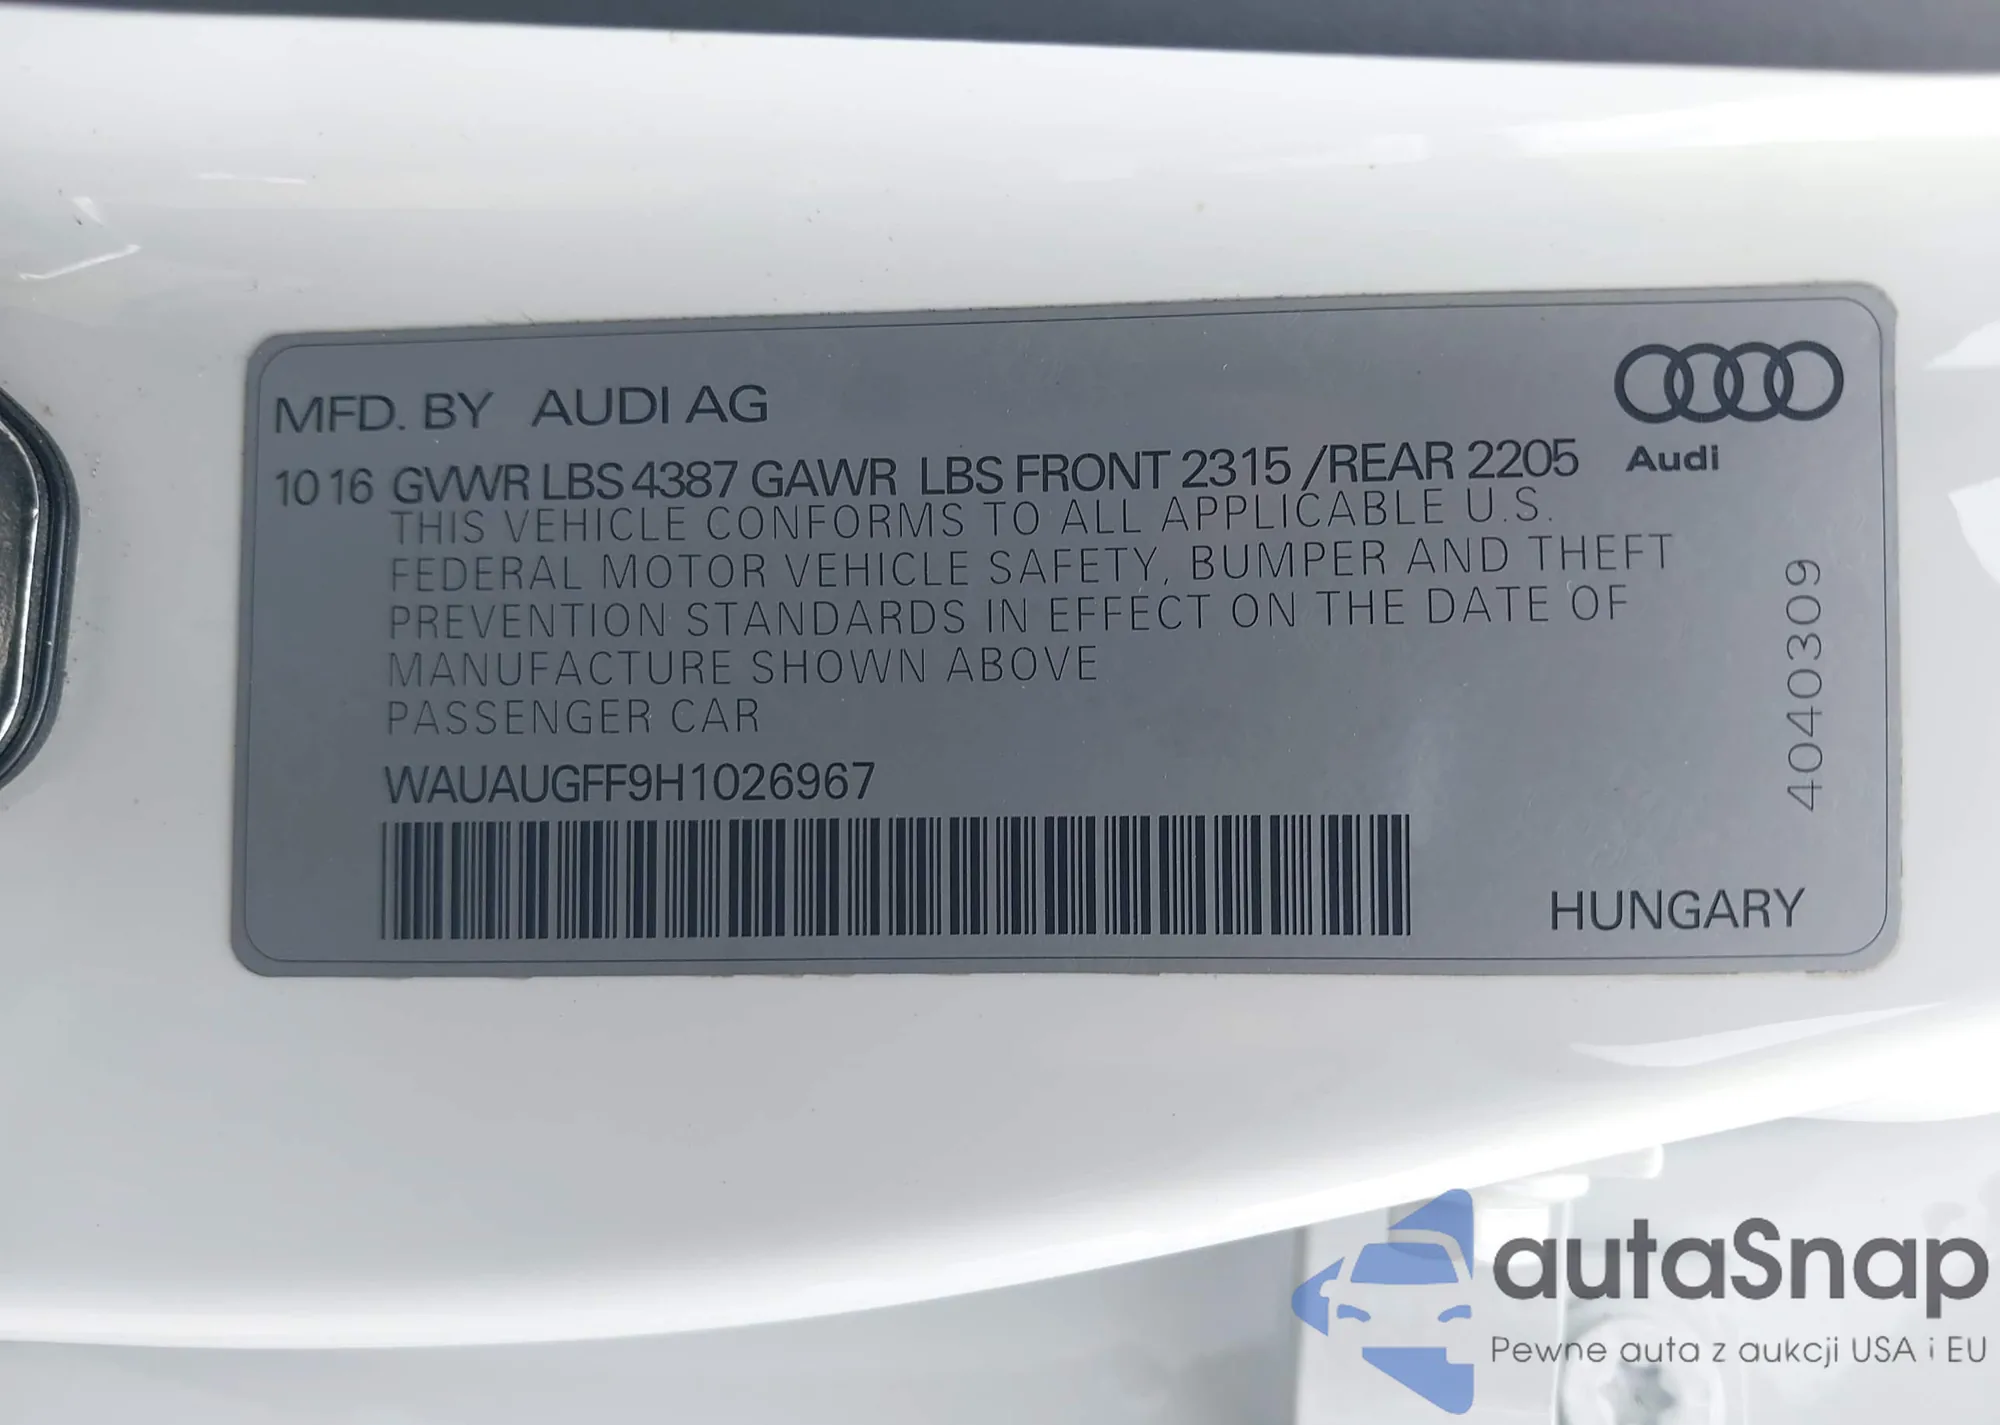 MFD. BY AUDI AG
10 16 GVWR LBS 4387 GAWR LBS FRONT 2315 /REAR 2205
Audi
THIS VEHICLE CONFORMS TO ALL APPLICABLE U.S.
FEDERAL MOTOR VEHICLE SAFETY, BUMPER AND THEFT
PREVENTION STANDARDS IN EFFECT ON THE DATE OF
MANUFACTURE SHOWN ABOVE
PASSENGER CAR
4040309
WAUAUGFF9H1026967
HUNGARY
autaSnap
Pewne auta z aukcji USA i EU